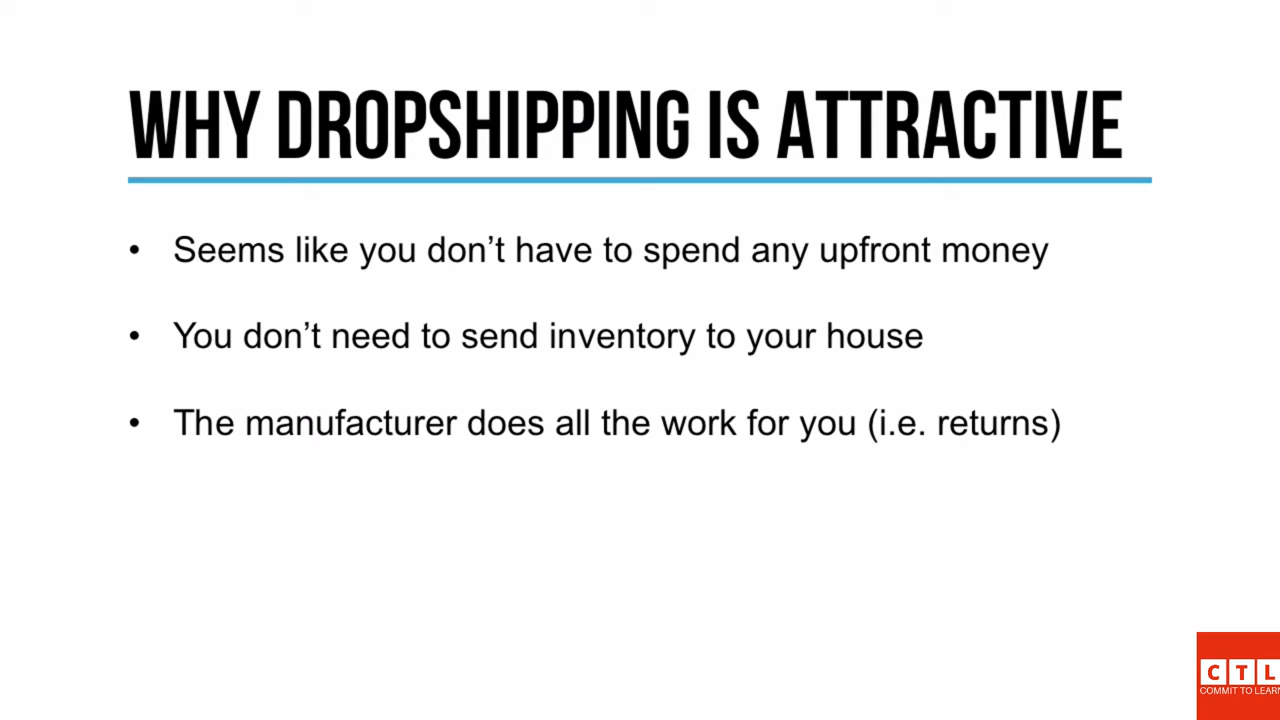 WHY DROPSHIPPING IS ATTRACTIVE
• Seems like you don’t have to spend any upfront money
• You don’t need to send inventory to your house
• The manufacturer does all the work for you (i.e. returns)
CTL
COMMIT TO LEARN